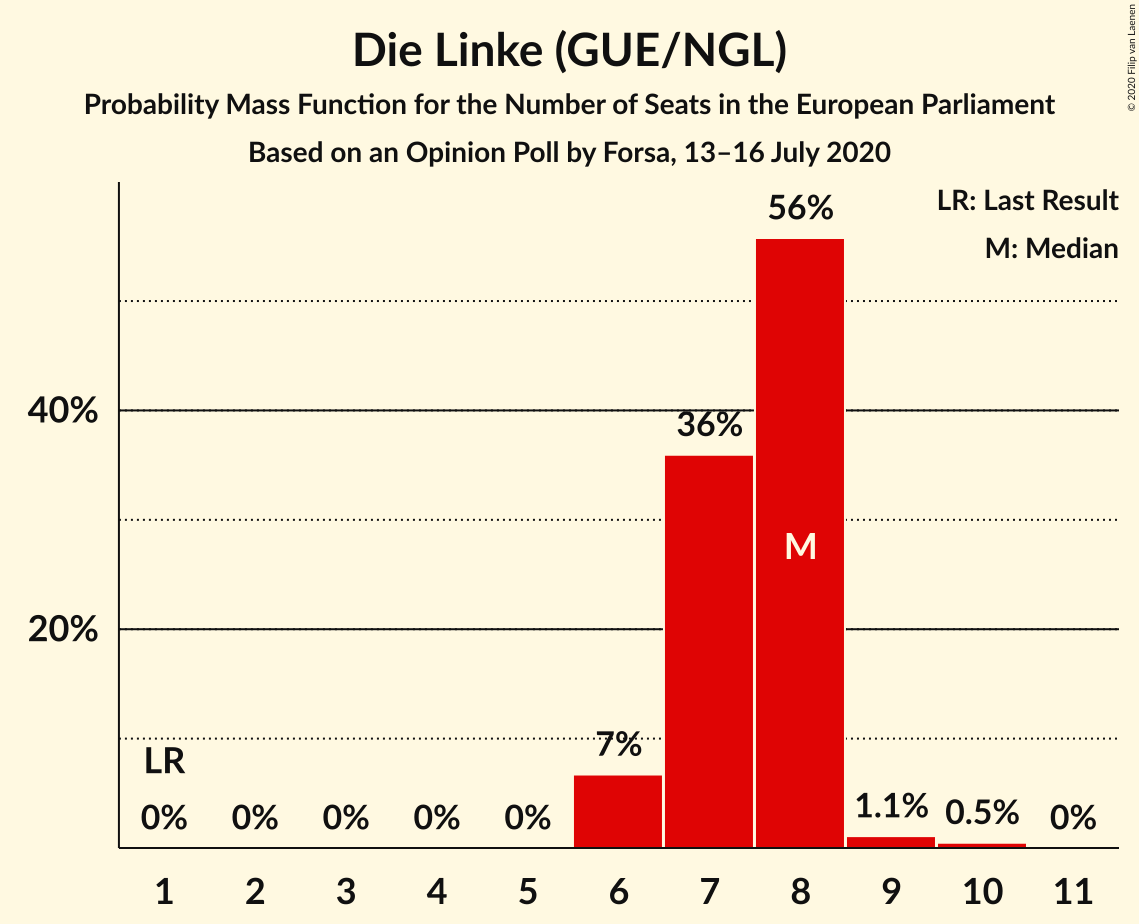 Die Linke (GUE/NGL)
Probability Mass Function for the Number of Seats in the European Parliament
Based on an Opinion Poll by Forsa, 13–16 July 2020
© 2020 Filip van Laenen
LR: Last Result
M: Median
56%
40%
36%
M
20%
LR
7%
0% 0% 0% 0% 0% 1.1% 0.5% 0%
1 2 3 4 5 6 7 8 9 10 11